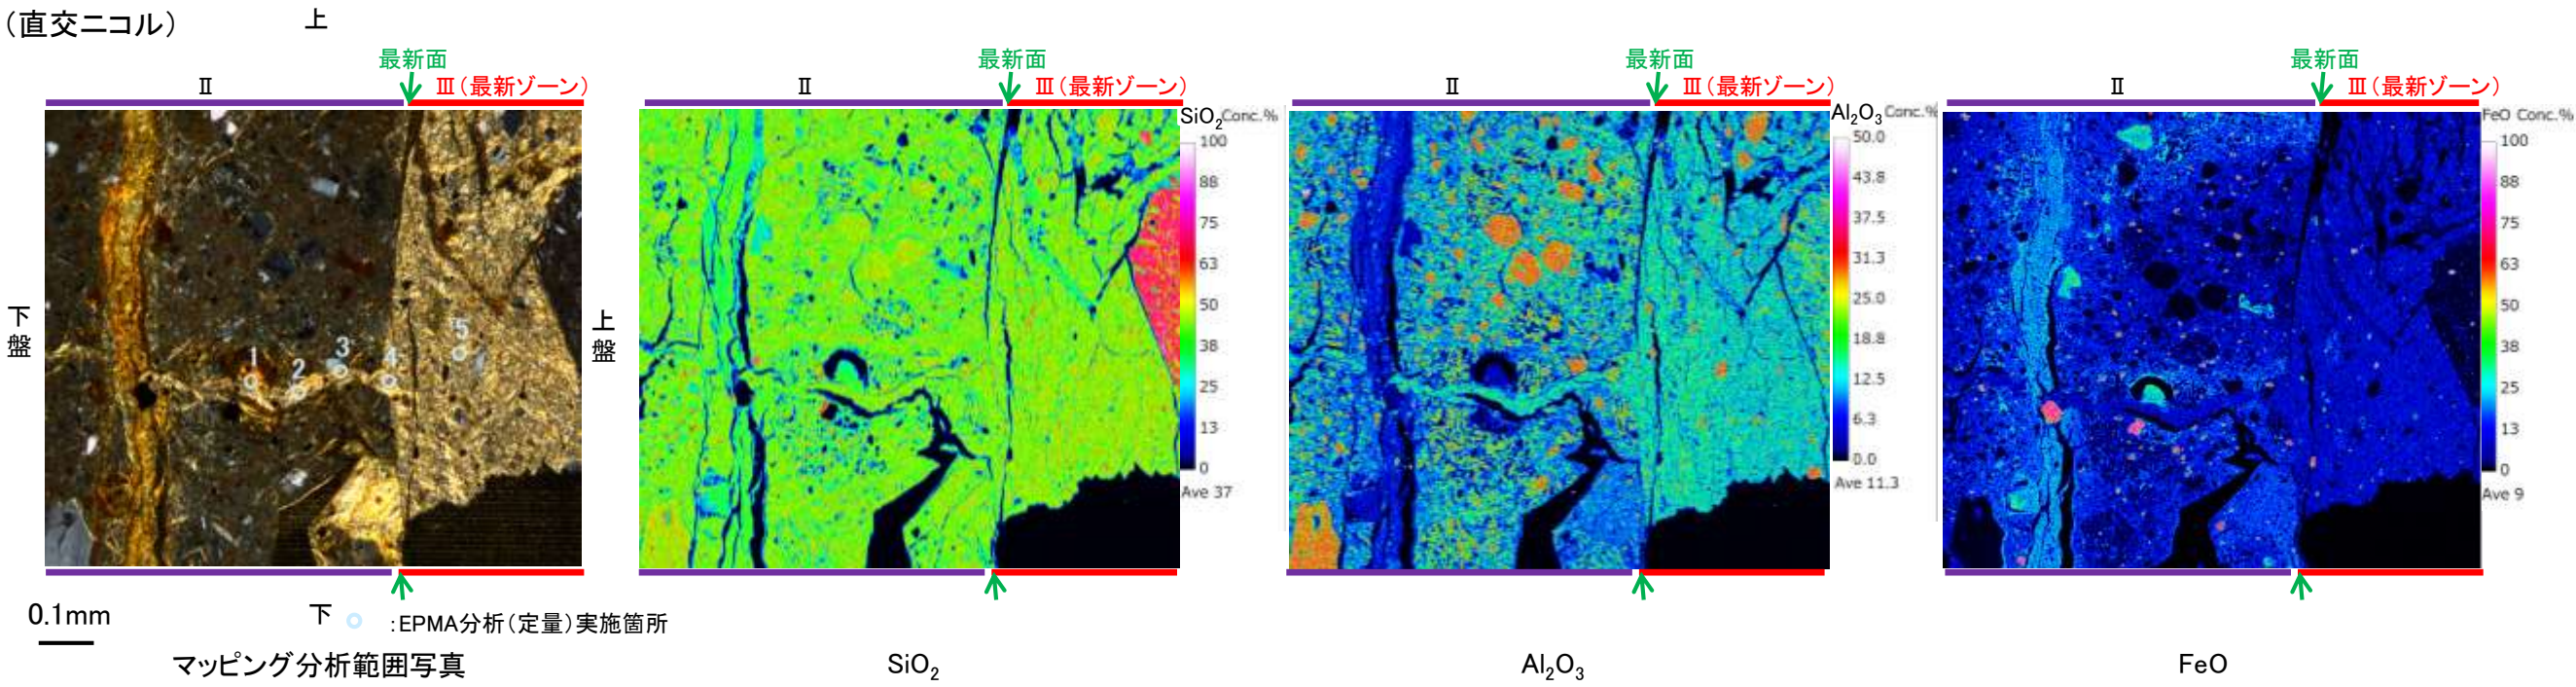 (直交ニコル)
上
最新面
Ⅱ
Ⅲ(最新ゾーン)
下盤
上盤
1
2
3
4
5
0.1mm
下
:EPMA分析(定量)実施箇所
マッピング分析範囲写真
最新面
Ⅱ
Ⅲ(最新ゾーン)
SiO₂ Conc.%
100
88
75
63
50
38
25
13
0
Ave 37
SiO₂
最新面
Ⅱ
Ⅲ(最新ゾーン)
Al₂O₃ Conc.%
50.0
43.8
37.5
31.3
25.0
18.8
12.5
6.3
0.0
Ave 11.3
Al₂O₃
最新面
Ⅱ
Ⅲ(最新ゾーン)
FeO Conc.%
100
88
75
63
50
38
25
13
0
Ave 9
FeO